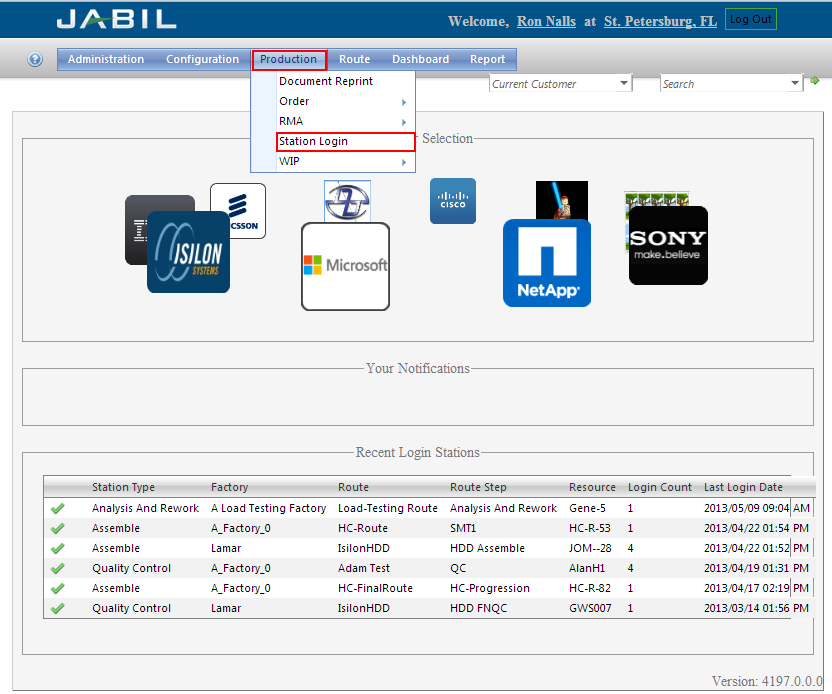 JABIL
Welcome, Ron Nalls at St. Petersburg, FL Log Out
? Administration Configuration Production Route Dashboard Report
Document Reprint
Order
RMA
Station Login
WIP
Current Customer Search
Selection
CSSON
ISILON
SYSTEMS
Microsoft
CISCO
NetApp
SONY
make.believe
Your Notifications
Recent Login Stations
Station Type Factory Route Route Step Resource Login Count Last Login Date
Analysis And Rework A Load Testing Factory Load-Testing Route Analysis And Rework Gene-5 1 2013/05/09 09:04 AM
Assemble A_Factory_0 HC-Route SMT1 HC-R-53 1 2013/04/22 01:54 PM
Assemble Lamar IsilonHDD HDD Assemble JOM--28 4 2013/04/22 01:52 PM
Quality Control A_Factory_0 Adam Test QC AlanH1 4 2013/04/19 01:31 PM
Assemble A_Factory_0 HC-FinalRoute HC-Progression HC-R-82 1 2013/04/17 02:19 PM
Quality Control Lamar IsilonHDD HDD FNQC GWS007 1 2013/03/14 01:56 PM
Version: 4197.0.0.0